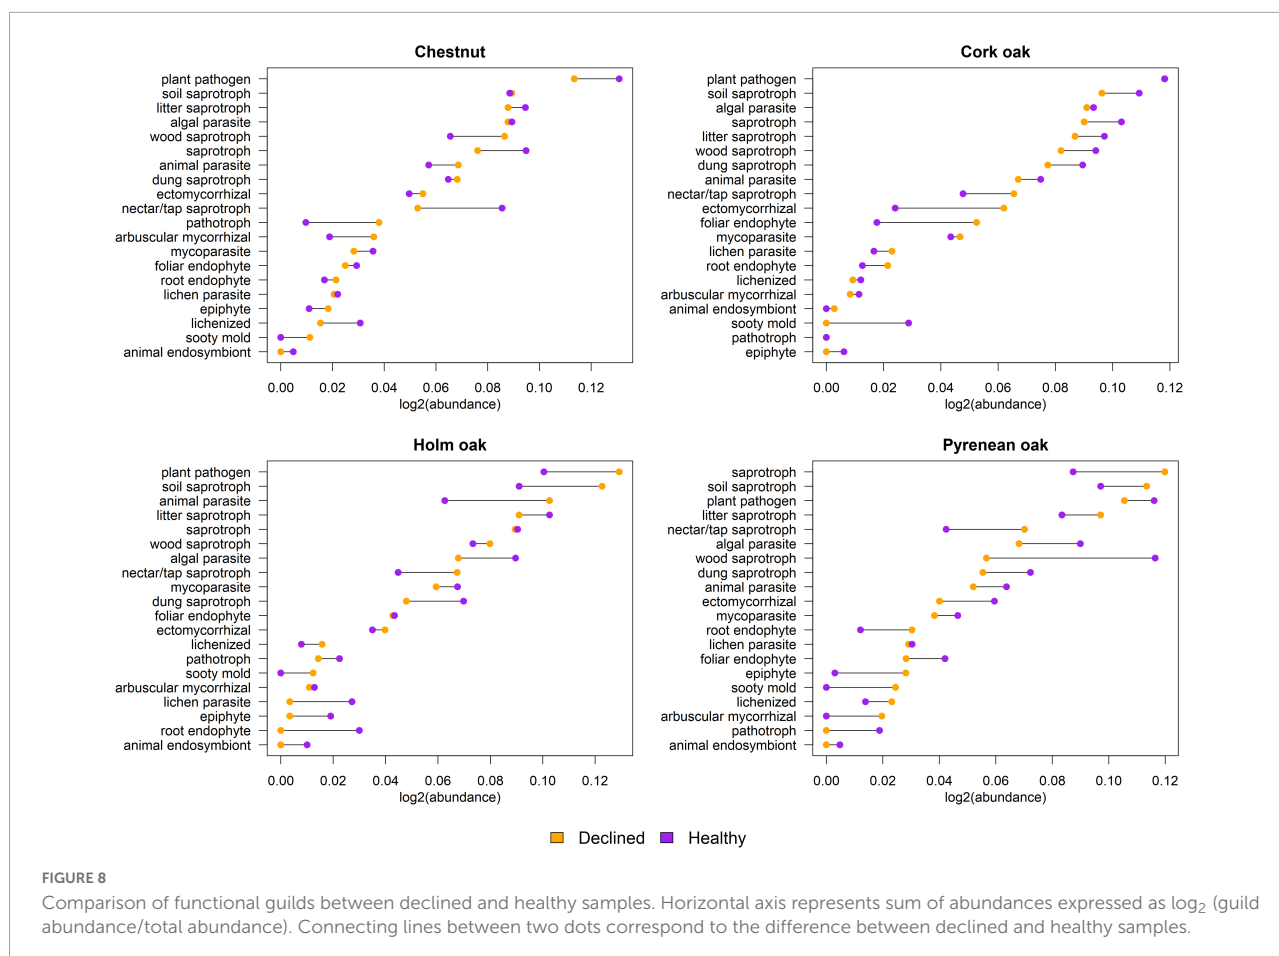 Chestnut
plant pathogen
soil saprotroph
litter saprotroph
algal parasite
wood saprotroph
saprotroph
animal parasite
dung saprotroph
ectomycorrhizal
nectar/tap saprotroph
pathotroph
arbuscular mycorrhizal
mycoparasite
foliar endophyte
root endophyte
lichen parasite
epiphyte
lichenized
sooty mold
animal endosymbiont
0.00 0.02 0.04 0.06 0.08 0.10 0.12
log2(abundance)
Cork oak
plant pathogen
soil saprotroph
algal parasite
saprotroph
litter saprotroph
wood saprotroph
dung saprotroph
animal parasite
nectar/tap saprotroph
ectomycorrhizal
foliar endophyte
mycoparasite
lichen parasite
root endophyte
lichenized
arbuscular mycorrhizal
animal endosymbiont
sooty mold
pathotroph
epiphyte
0.00 0.02 0.04 0.06 0.08 0.10 0.12
log2(abundance)
Holm oak
plant pathogen
soil saprotroph
animal parasite
litter saprotroph
saprotroph
wood saprotroph
algal parasite
nectar/tap saprotroph
mycoparasite
dung saprotroph
foliar endophyte
ectomycorrhizal
lichenized
pathotroph
sooty mold
arbuscular mycorrhizal
lichen parasite
epiphyte
root endophyte
animal endosymbiont
0.00 0.02 0.04 0.06 0.08 0.10 0.12
log2(abundance)
Pyrenean oak
saprotroph
soil saprotroph
plant pathogen
litter saprotroph
nectar/tap saprotroph
algal parasite
wood saprotroph
dung saprotroph
animal parasite
ectomycorrhizal
mycoparasite
root endophyte
lichen parasite
foliar endophyte
epiphyte
sooty mold
lichenized
arbuscular mycorrhizal
pathotroph
animal endosymbiont
0.00 0.02 0.04 0.06 0.08 0.10 0.12
log2(abundance)
Declined Healthy
FIGURE 8
Comparison of functional guilds between declined and healthy samples. Horizontal axis represents sum of abundances expressed as log2 (guild
abundance/total abundance). Connecting lines between two dots correspond to the difference between declined and healthy samples.